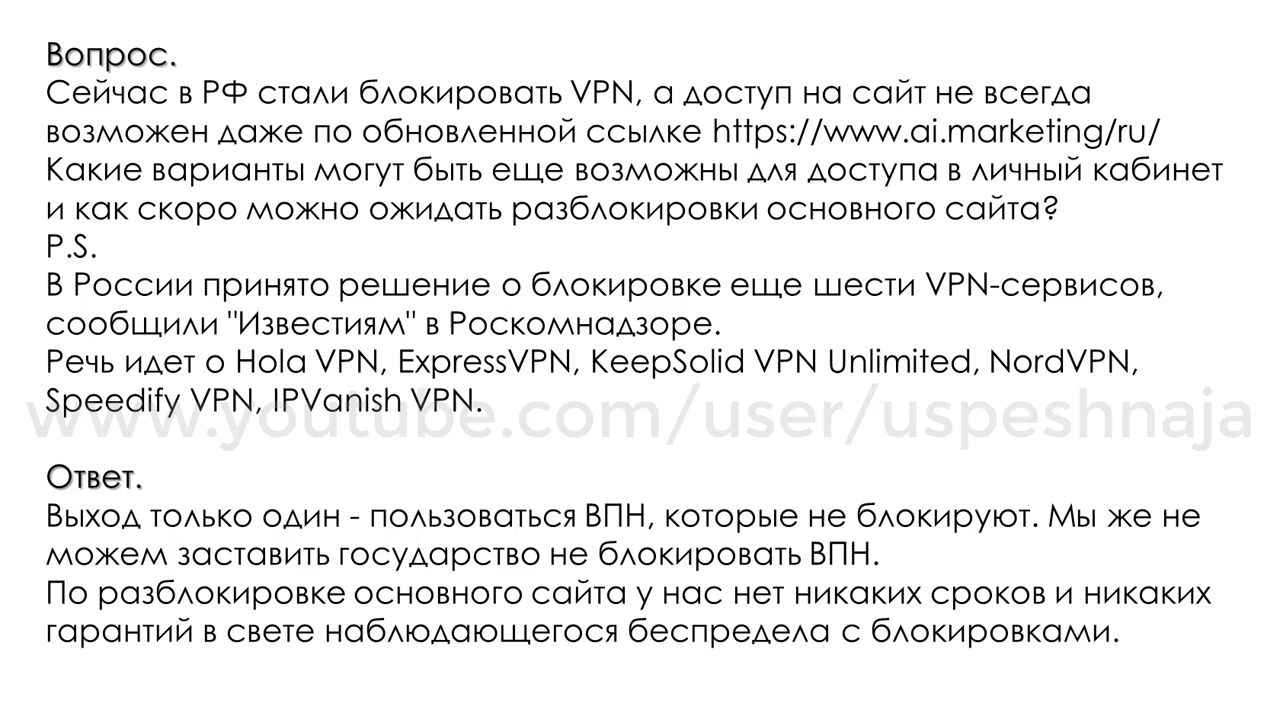 Вопрос.
Сейчас в РФ стали блокировать VPN, а доступ на сайт не всегда
возможен даже по обновленной ссылке https://www.ai.marketing/ru/
Какие варианты могут быть еще возможны для доступа в личный кабинет
и как скоро можно ожидать разблокировки основного сайта?
P.S.
В России принято решение о блокировке еще шести VPN-сервисов,
сообщили "Известиям" в Роскомнадзоре.
Речь идет о Hola VPN, ExpressVPN, KeepSolid VPN Unlimited, NordVPN,
Speedify VPN, IPVanish VPN.
www.youtube.com/user/uspeshnaja
Ответ.
Выход только один - пользоваться ВПН, которые не блокируют. Мы же не
можем заставить государство не блокировать ВПН.
По разблокировке основного сайта у нас нет никаких сроков и никаких
гарантий в свете наблюдающегося беспредела с блокировками.